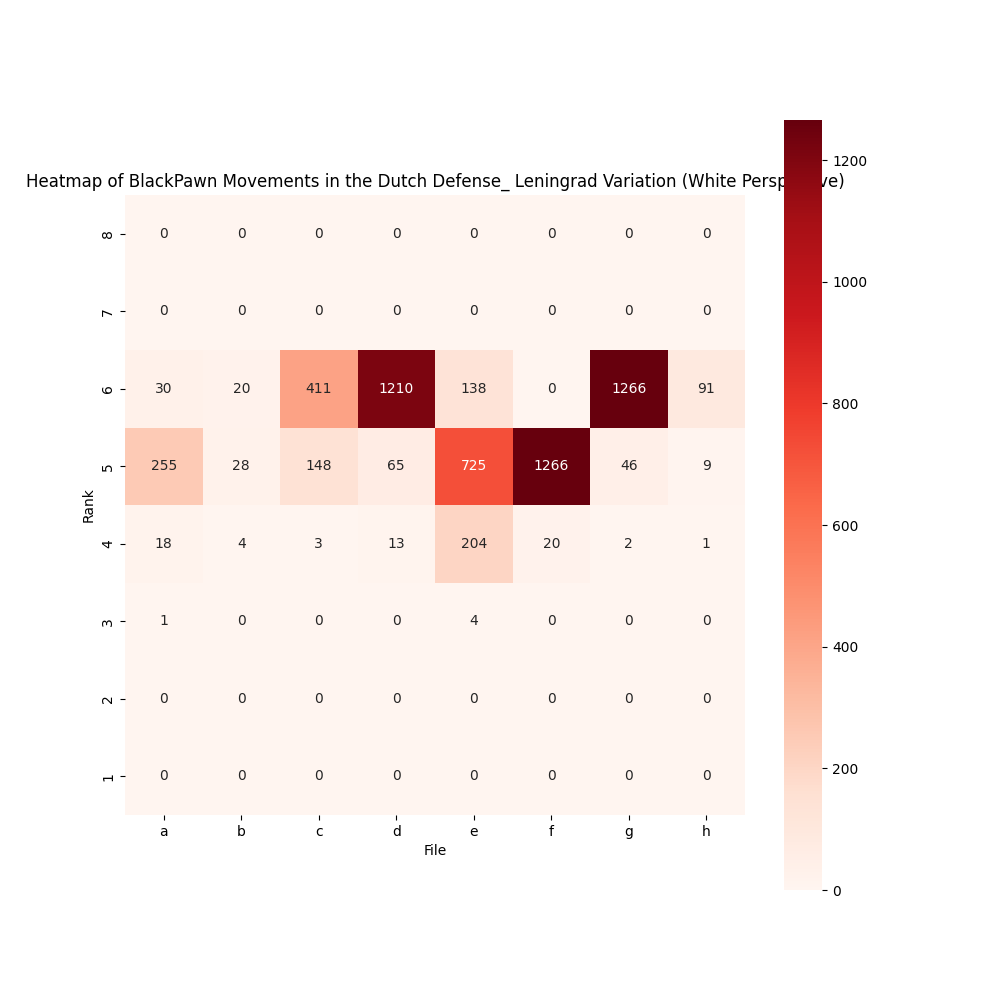 Heatmap of BlackPawn Movements in the Dutch Defense_ Leningrad Variation (White Perspective)
8 0 0 0 0 0 0 0 0
7 0 0 0 0 0 0 0 0
6 30 20 411 1210 138 0 1266 91
5 255 28 148 65 725 1266 46 9
4 18 4 3 13 204 20 2 1
3 1 0 0 0 4 0 0 0
2 0 0 0 0 0 0 0 0
1 0 0 0 0 0 0 0 0
a b c d e f g h
File
Rank
1200
1000
800
600
400
200
0